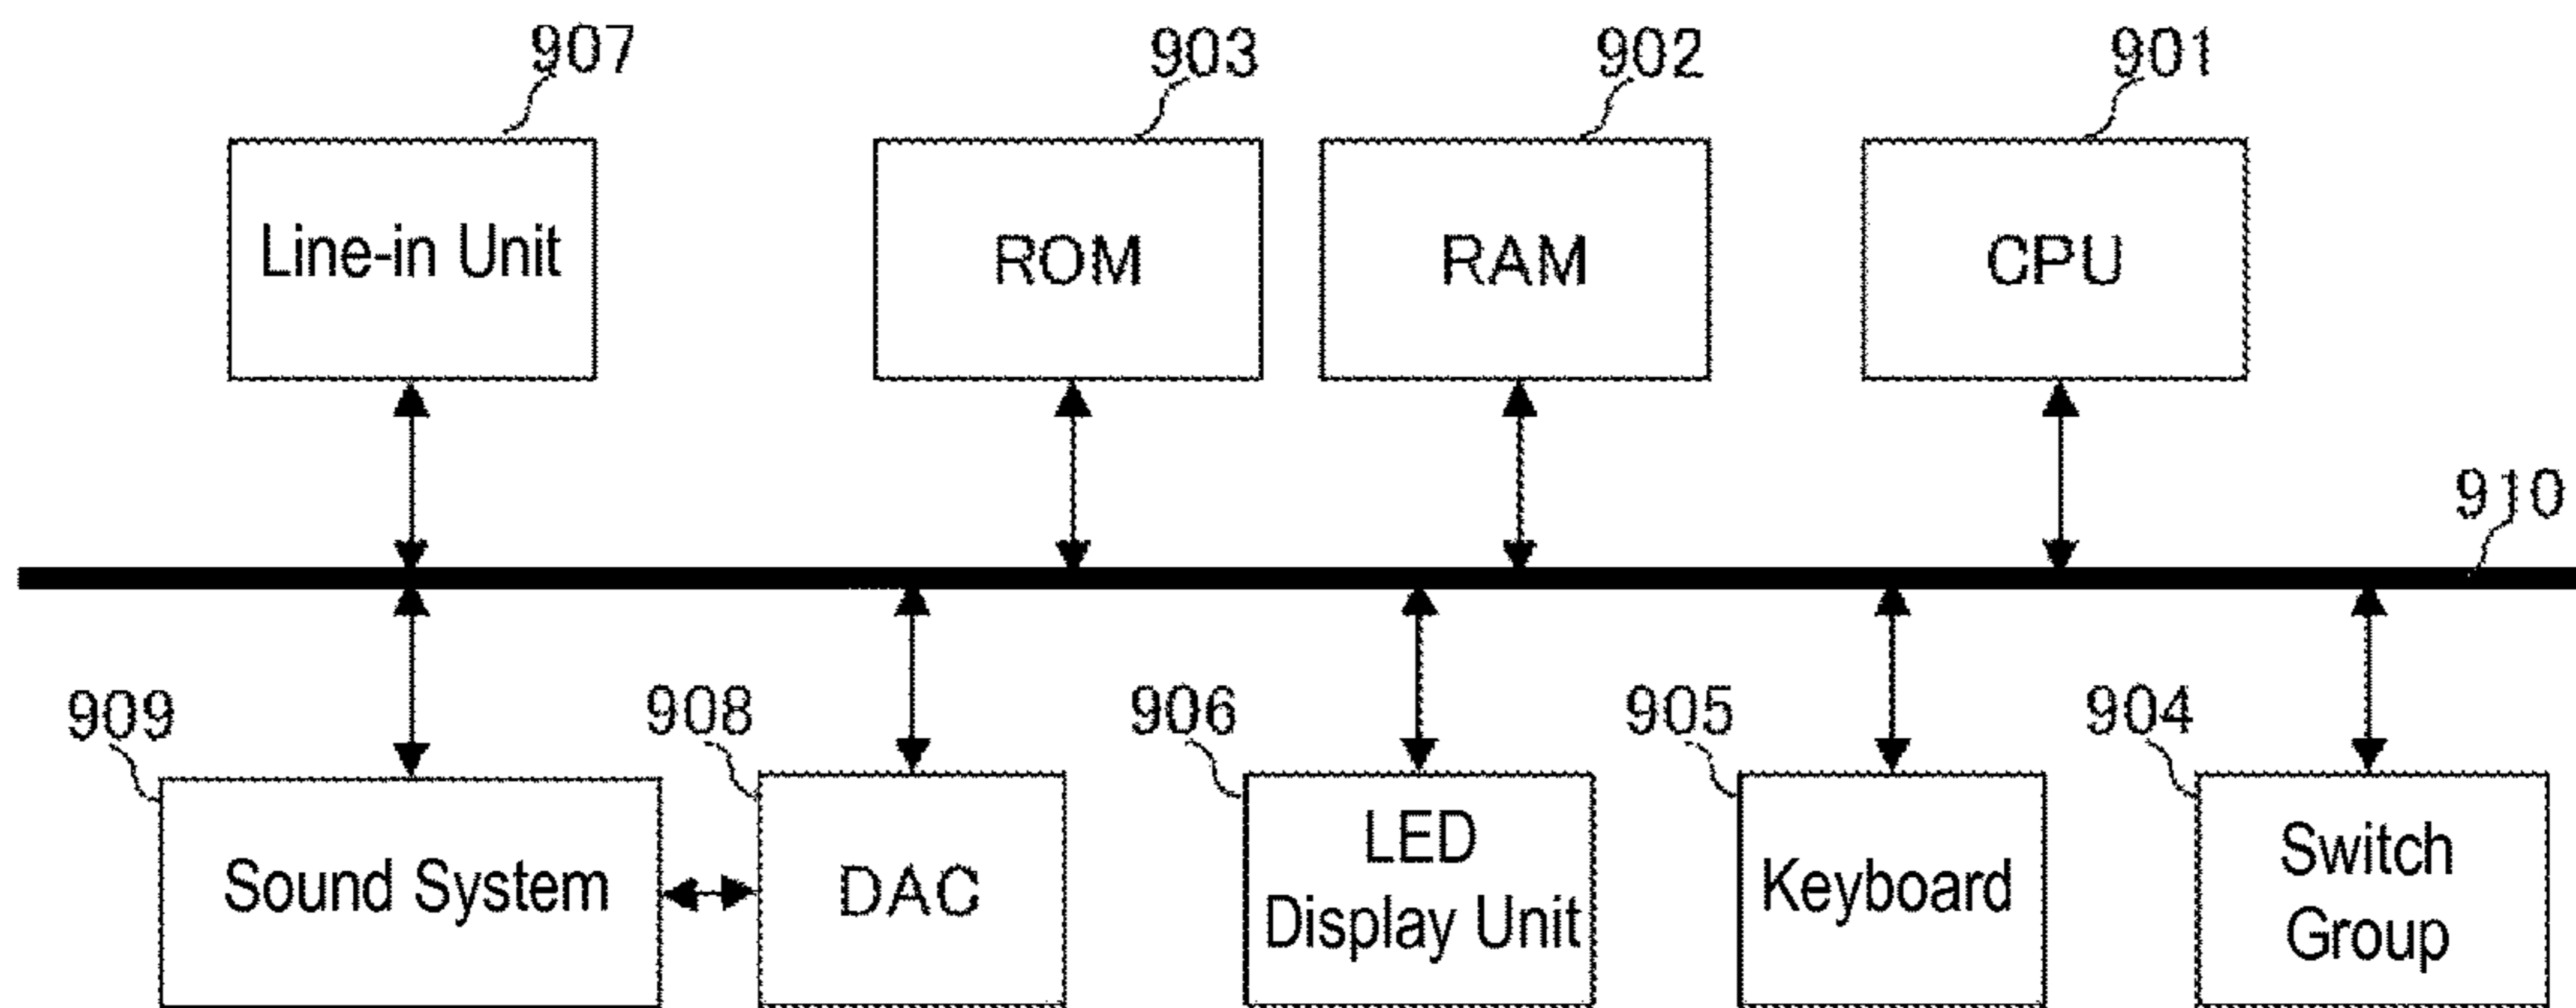 907
903
902
901
Line-in Unit
ROM
RAM
CPU
910
909
908
906
905
904
Sound System
DAC
LED
Display Unit
Keyboard
Switch
Group